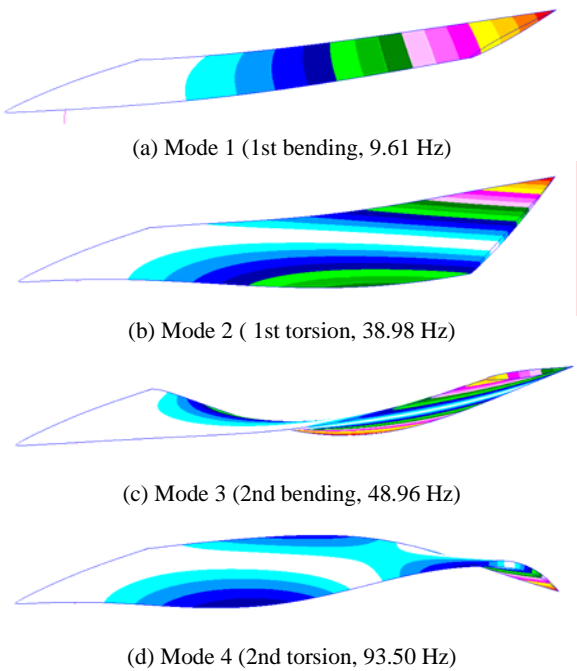 (a) Mode 1 (1st bending, 9.61 Hz)
(b) Mode 2 ( 1st torsion, 38.98 Hz)
(c) Mode 3 (2nd bending, 48.96 Hz)
(d) Mode 4 (2nd torsion, 93.50 Hz)